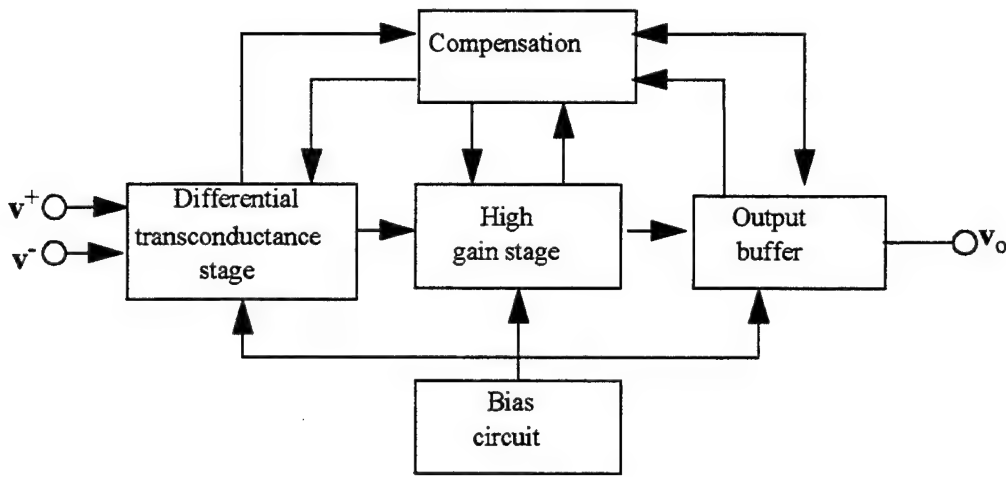 Compensation
v+
v-
Differential
transconductance
stage
High
gain stage
Output
buffer
vo
Bias
circuit